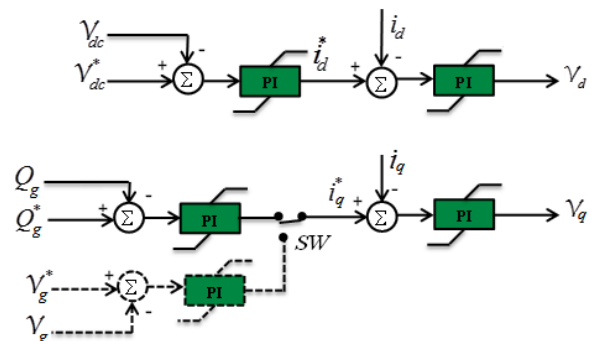 V_dc - i_d
V*_dc + Σ PI i*_d + - Σ PI V_d
Q_g - i_q
Q*_g + Σ PI i*_q + - Σ PI V_q
SW
V*_g + Σ PI
V_g -